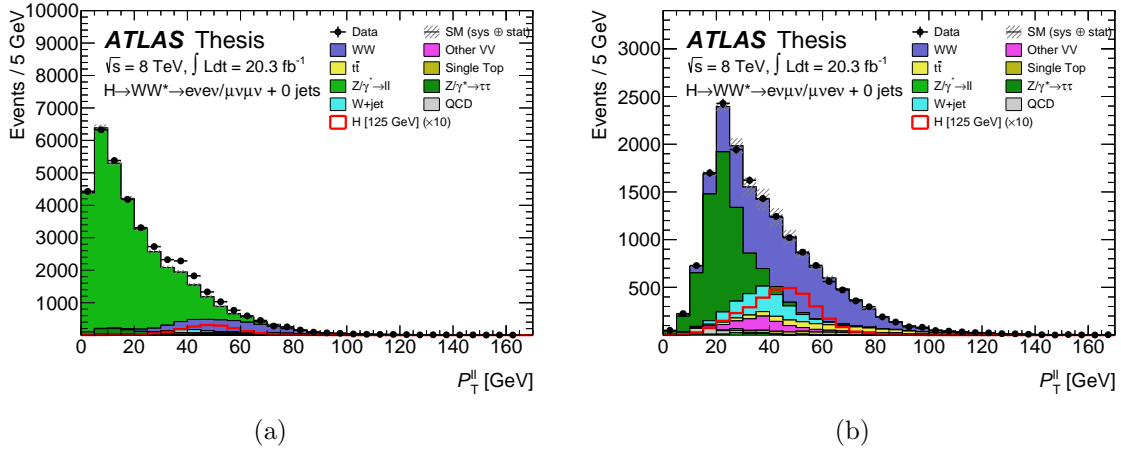 ATLAS Thesis
√s = 8 TeV, ∫ Ldt = 20.3 fb⁻¹
H→WW*→eνeν/μνμν + 0 jets
Data
WW
tt̄
Z/γ*→ll
W+jet
SM (sys ⊕ stat)
Other VV
Single Top
Z/γ*→ττ
QCD
H [125 GeV] (×10)
Events / 5 GeV
10000
9000
8000
7000
6000
5000
4000
3000
2000
1000
0 20 40 60 80 100 120 140 160
P_T^ll [GeV]
(a)
ATLAS Thesis
√s = 8 TeV, ∫ Ldt = 20.3 fb⁻¹
H→WW*→eνμν/μνeν + 0 jets
Data
WW
tt̄
Z/γ*→ll
W+jet
SM (sys ⊕ stat)
Other VV
Single Top
Z/γ*→ττ
QCD
H [125 GeV] (×10)
Events / 5 GeV
3000
2500
2000
1500
1000
500
0 20 40 60 80 100 120 140 160
P_T^ll [GeV]
(b)